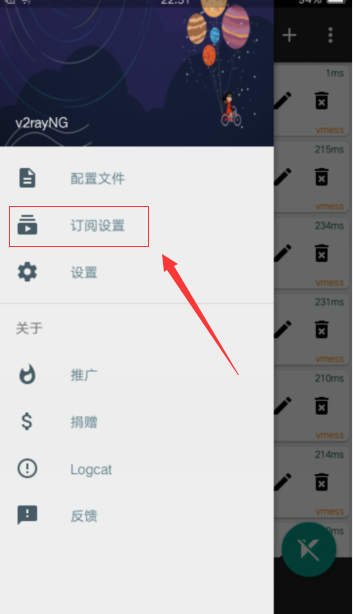 22:51
54%
1ms
v2rayNG
vmess
配置文件
215ms
vmess
订阅设置
234ms
vmess
设置
231ms
vmess
关于
推广
210ms
vmess
捐赠
214ms
Logcat
vmess
反馈